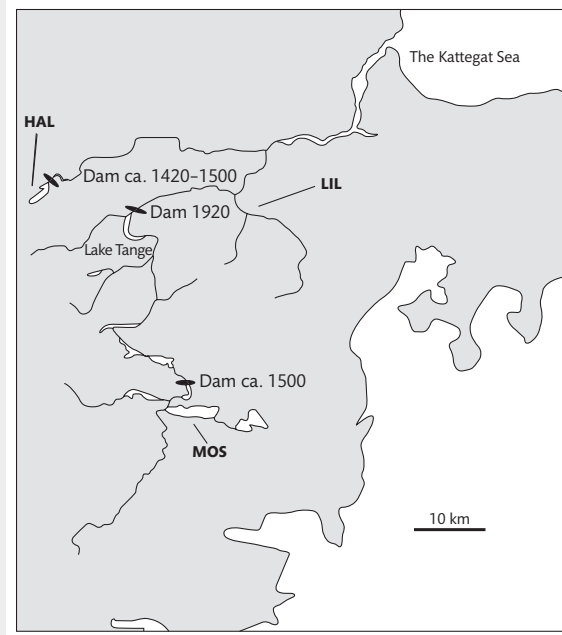 The Kattegat Sea
HAL
Dam ca. 1420–1500
LIL
Dam 1920
Lake Tange
Dam ca. 1500
MOS
10 km